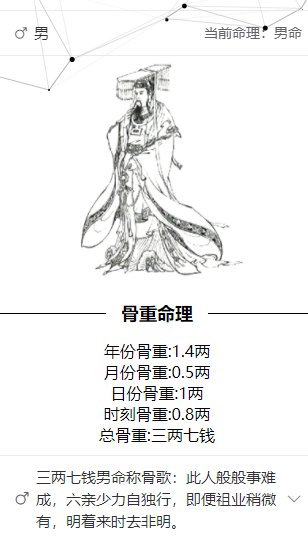 ♂ 男 当前命理：男命
骨重命理
年份骨重:1.4两
月份骨重:0.5两
日份骨重:1两
时刻骨重:0.8两
总骨重:三两七钱
三两七钱男命称骨歌：此人般般事难
♂ 成，六亲少力自独行，即便祖业稍微
有，明着来时去非明。